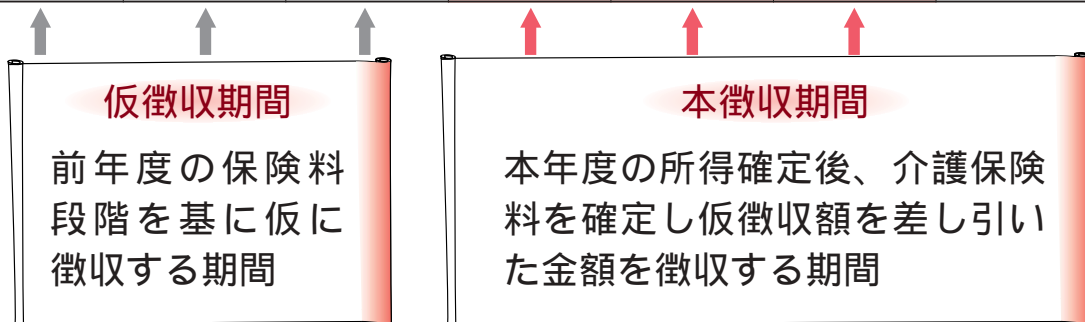 仮徴収期間
前年度の保険料
段階を基に仮に
徴収する期間
本徴収期間
本年度の所得確定後、介護保険
料を確定し仮徴収額を差し引い
た金額を徴収する期間